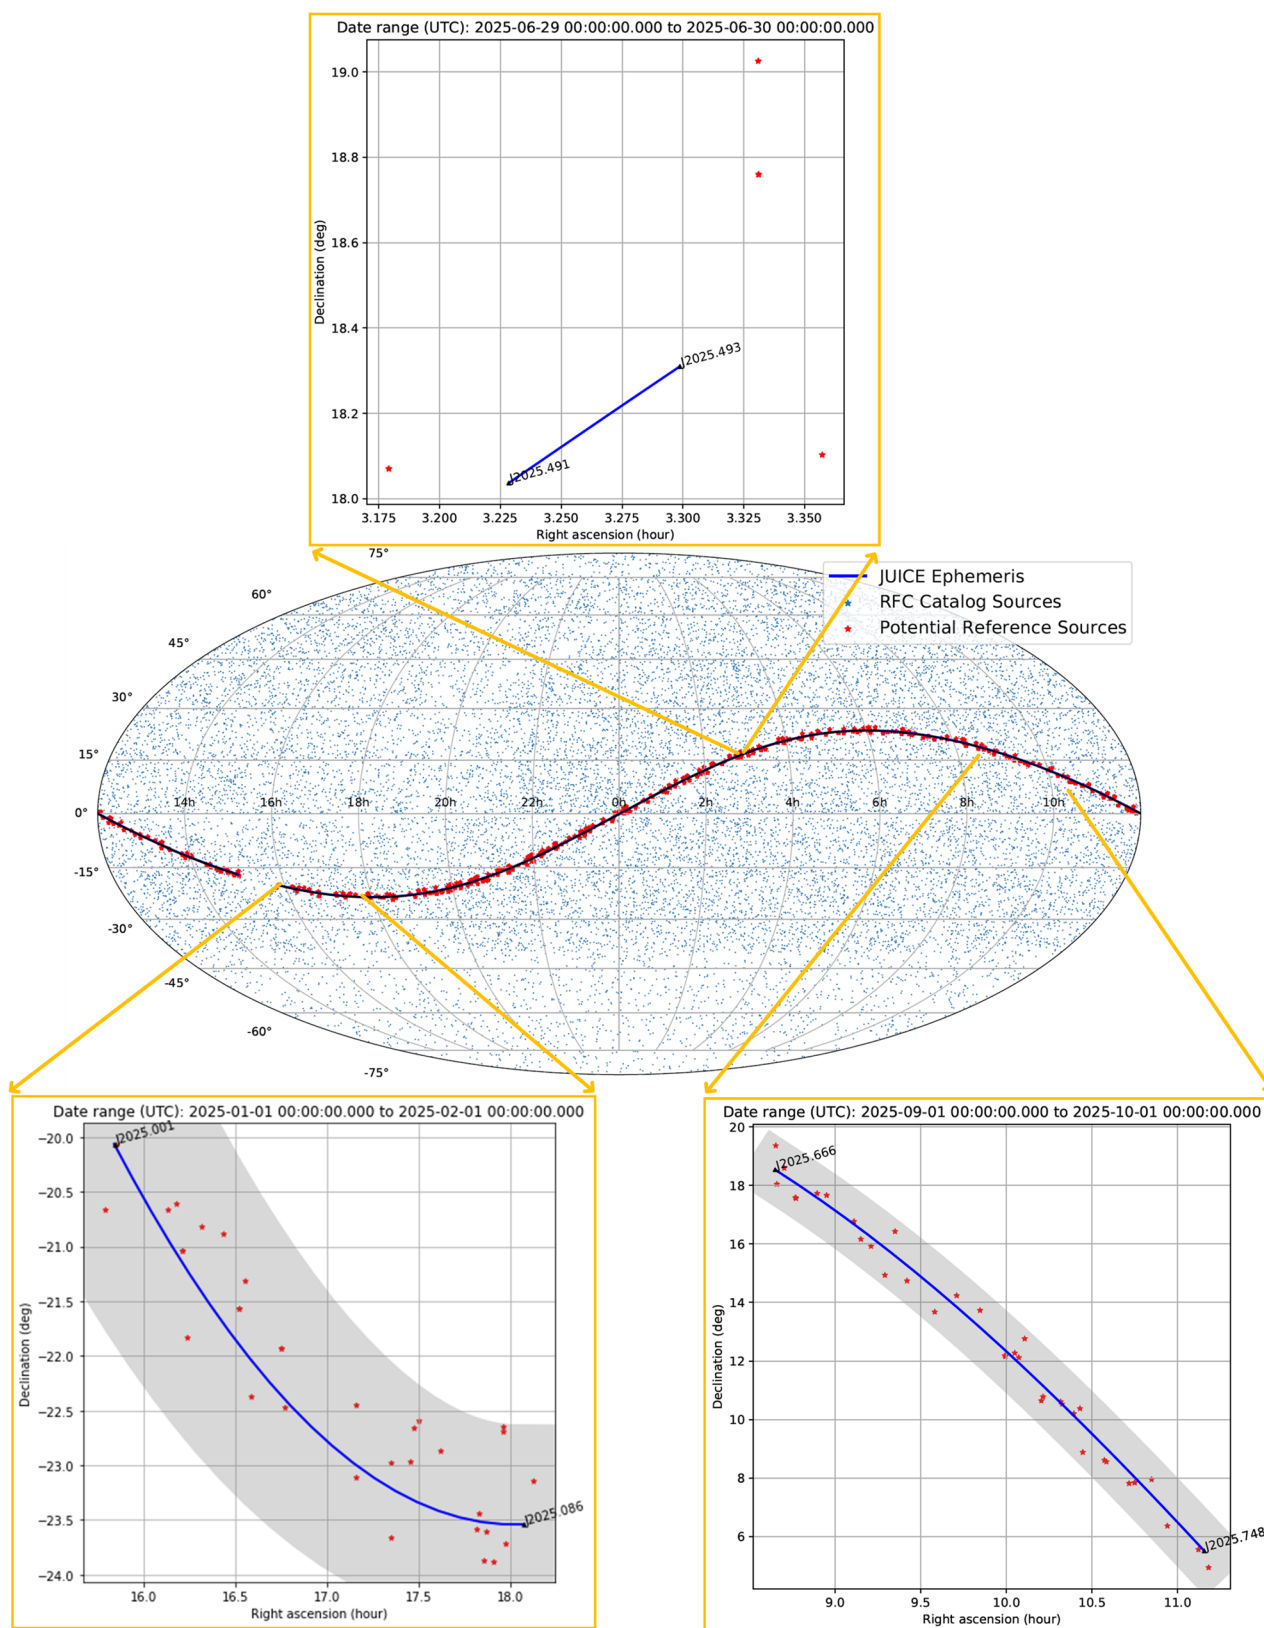 Date range (UTC): 2025-06-29 00:00:00.000 to 2025-06-30 00:00:00.000
19.0
18.8
18.6
Declination (deg)
18.4
J2025.493
18.2
J2025.491
18.0
3.175 3.200 3.225 3.250 3.275 3.300 3.325 3.350
Right ascension (hour)
75°
JUICE Ephemeris
60°
RFC Catalog Sources
Potential Reference Sources
45°
30°
15°
14h 16h 18h 20h 22h 0h 2h 4h 6h 8h 10h
0°
-15°
-30°
-45°
-60°
-75°
Date range (UTC): 2025-01-01 00:00:00.000 to 2025-02-01 00:00:00.000
−20.0
J2025.001
−20.5
−21.0
−21.5
Declination (deg)
−22.0
−22.5
−23.0
−23.5
J2025.086
−24.0
16.0 16.5 17.0 17.5 18.0
Right ascension (hour)
Date range (UTC): 2025-09-01 00:00:00.000 to 2025-10-01 00:00:00.000
20
J2025.666
18
16
14
Declination (deg)
12
10
8
6
J2025.748
9.0 9.5 10.0 10.5 11.0
Right ascension (hour)